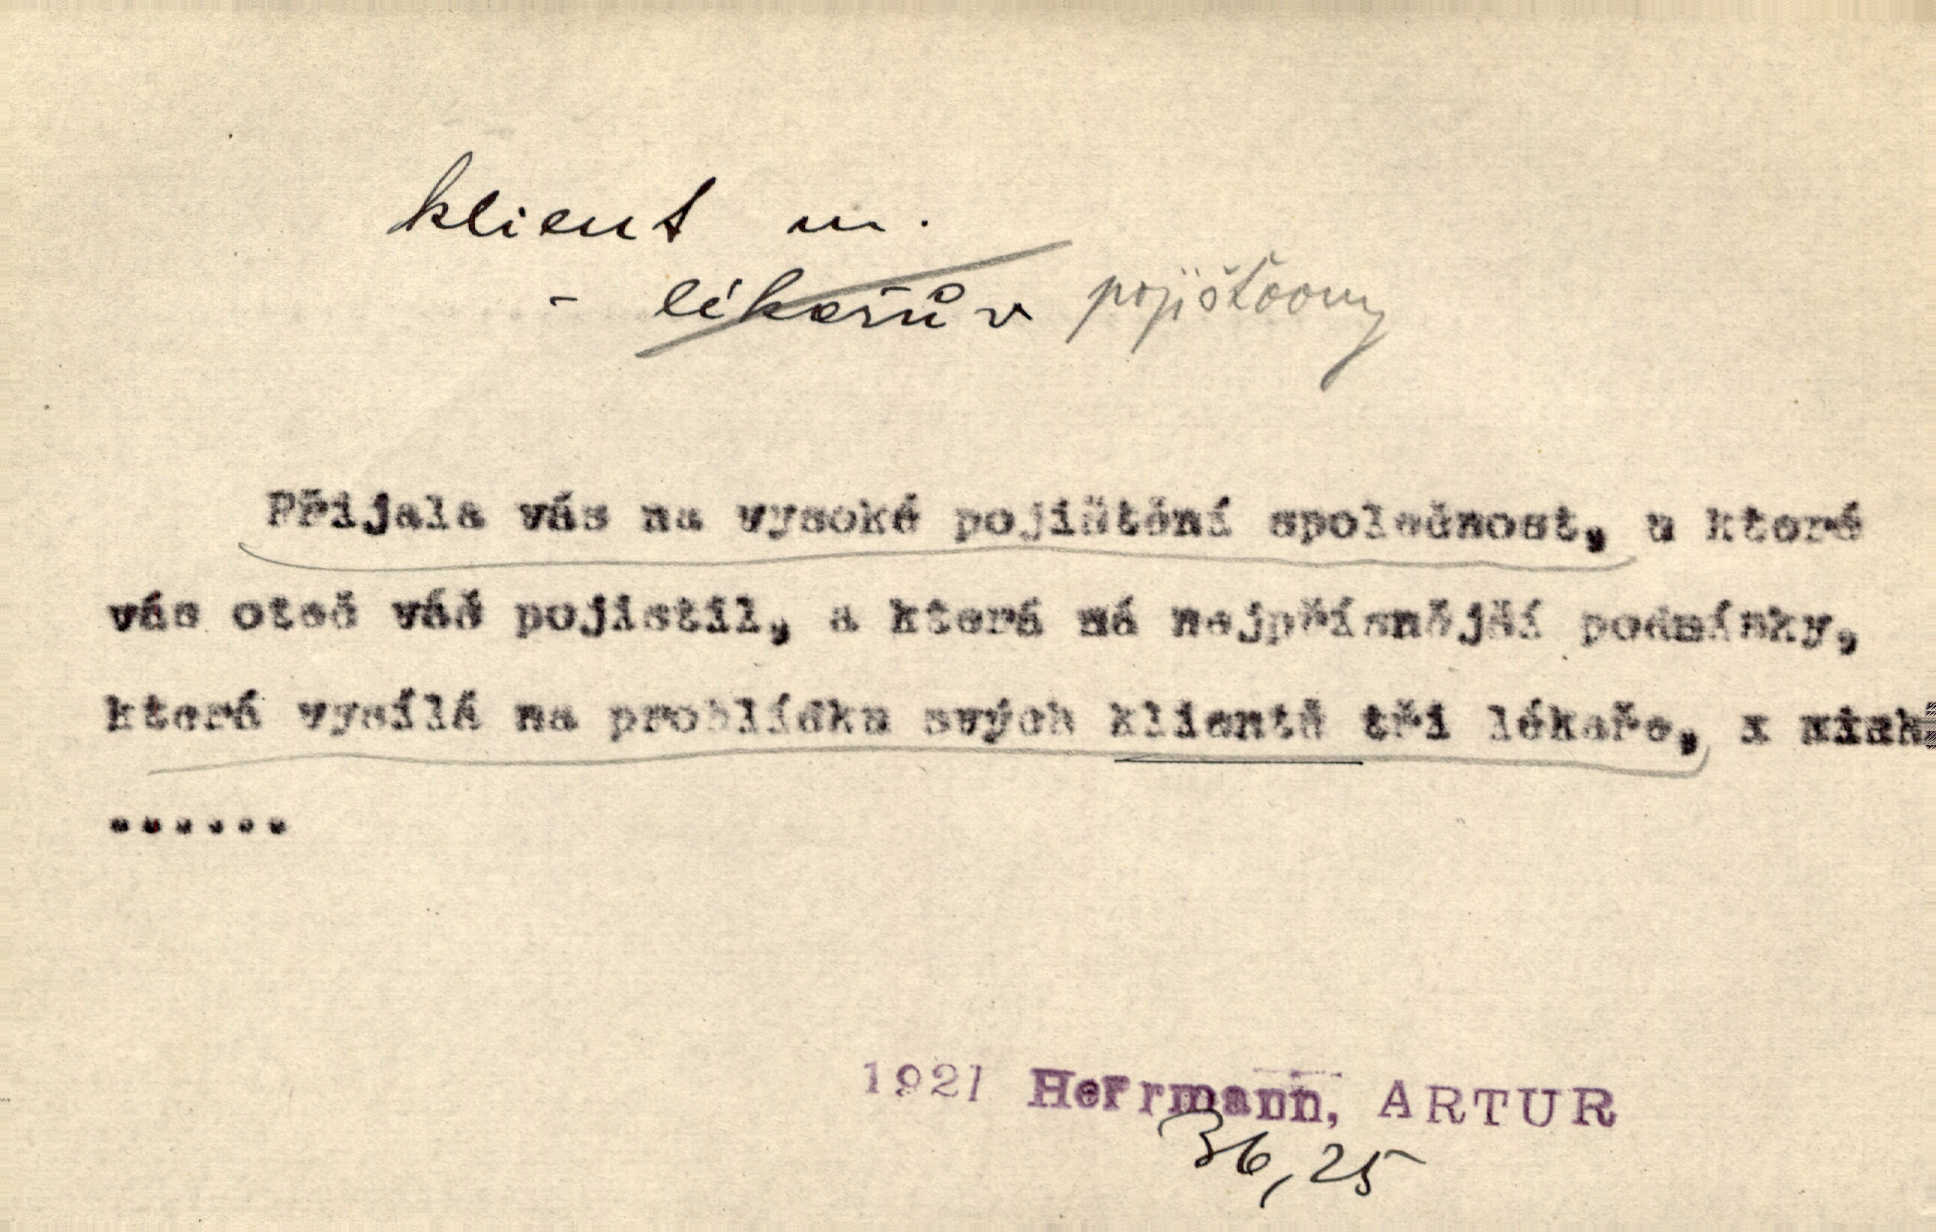 klient m.
- lékařův pojišťovny
Přijala vás na vysoké pojištění společnost, u které
vás otec váš pojistil, a která má nejpřísnější podmínky,
která vysílá na prohlídku svých klientů tři lékaře, z nich
......
1921 Herrmann, ARTUR
36, 25